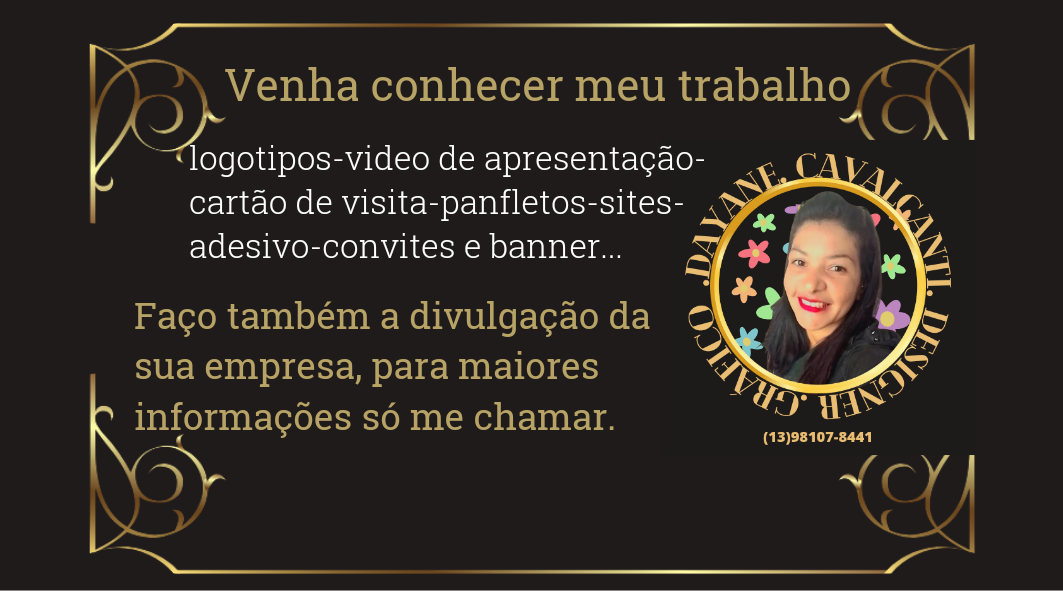 Venha conhecer meu trabalho
logotipos-video de apresentação-
cartão de visita-panfletos-sites-
adesivo-convites e banner...
Faço também a divulgação da
sua empresa, para maiores
informações só me chamar.
.DAYANE. CAVALCANTI. DESIGNER .GRÁFICO
(13)98107-8441